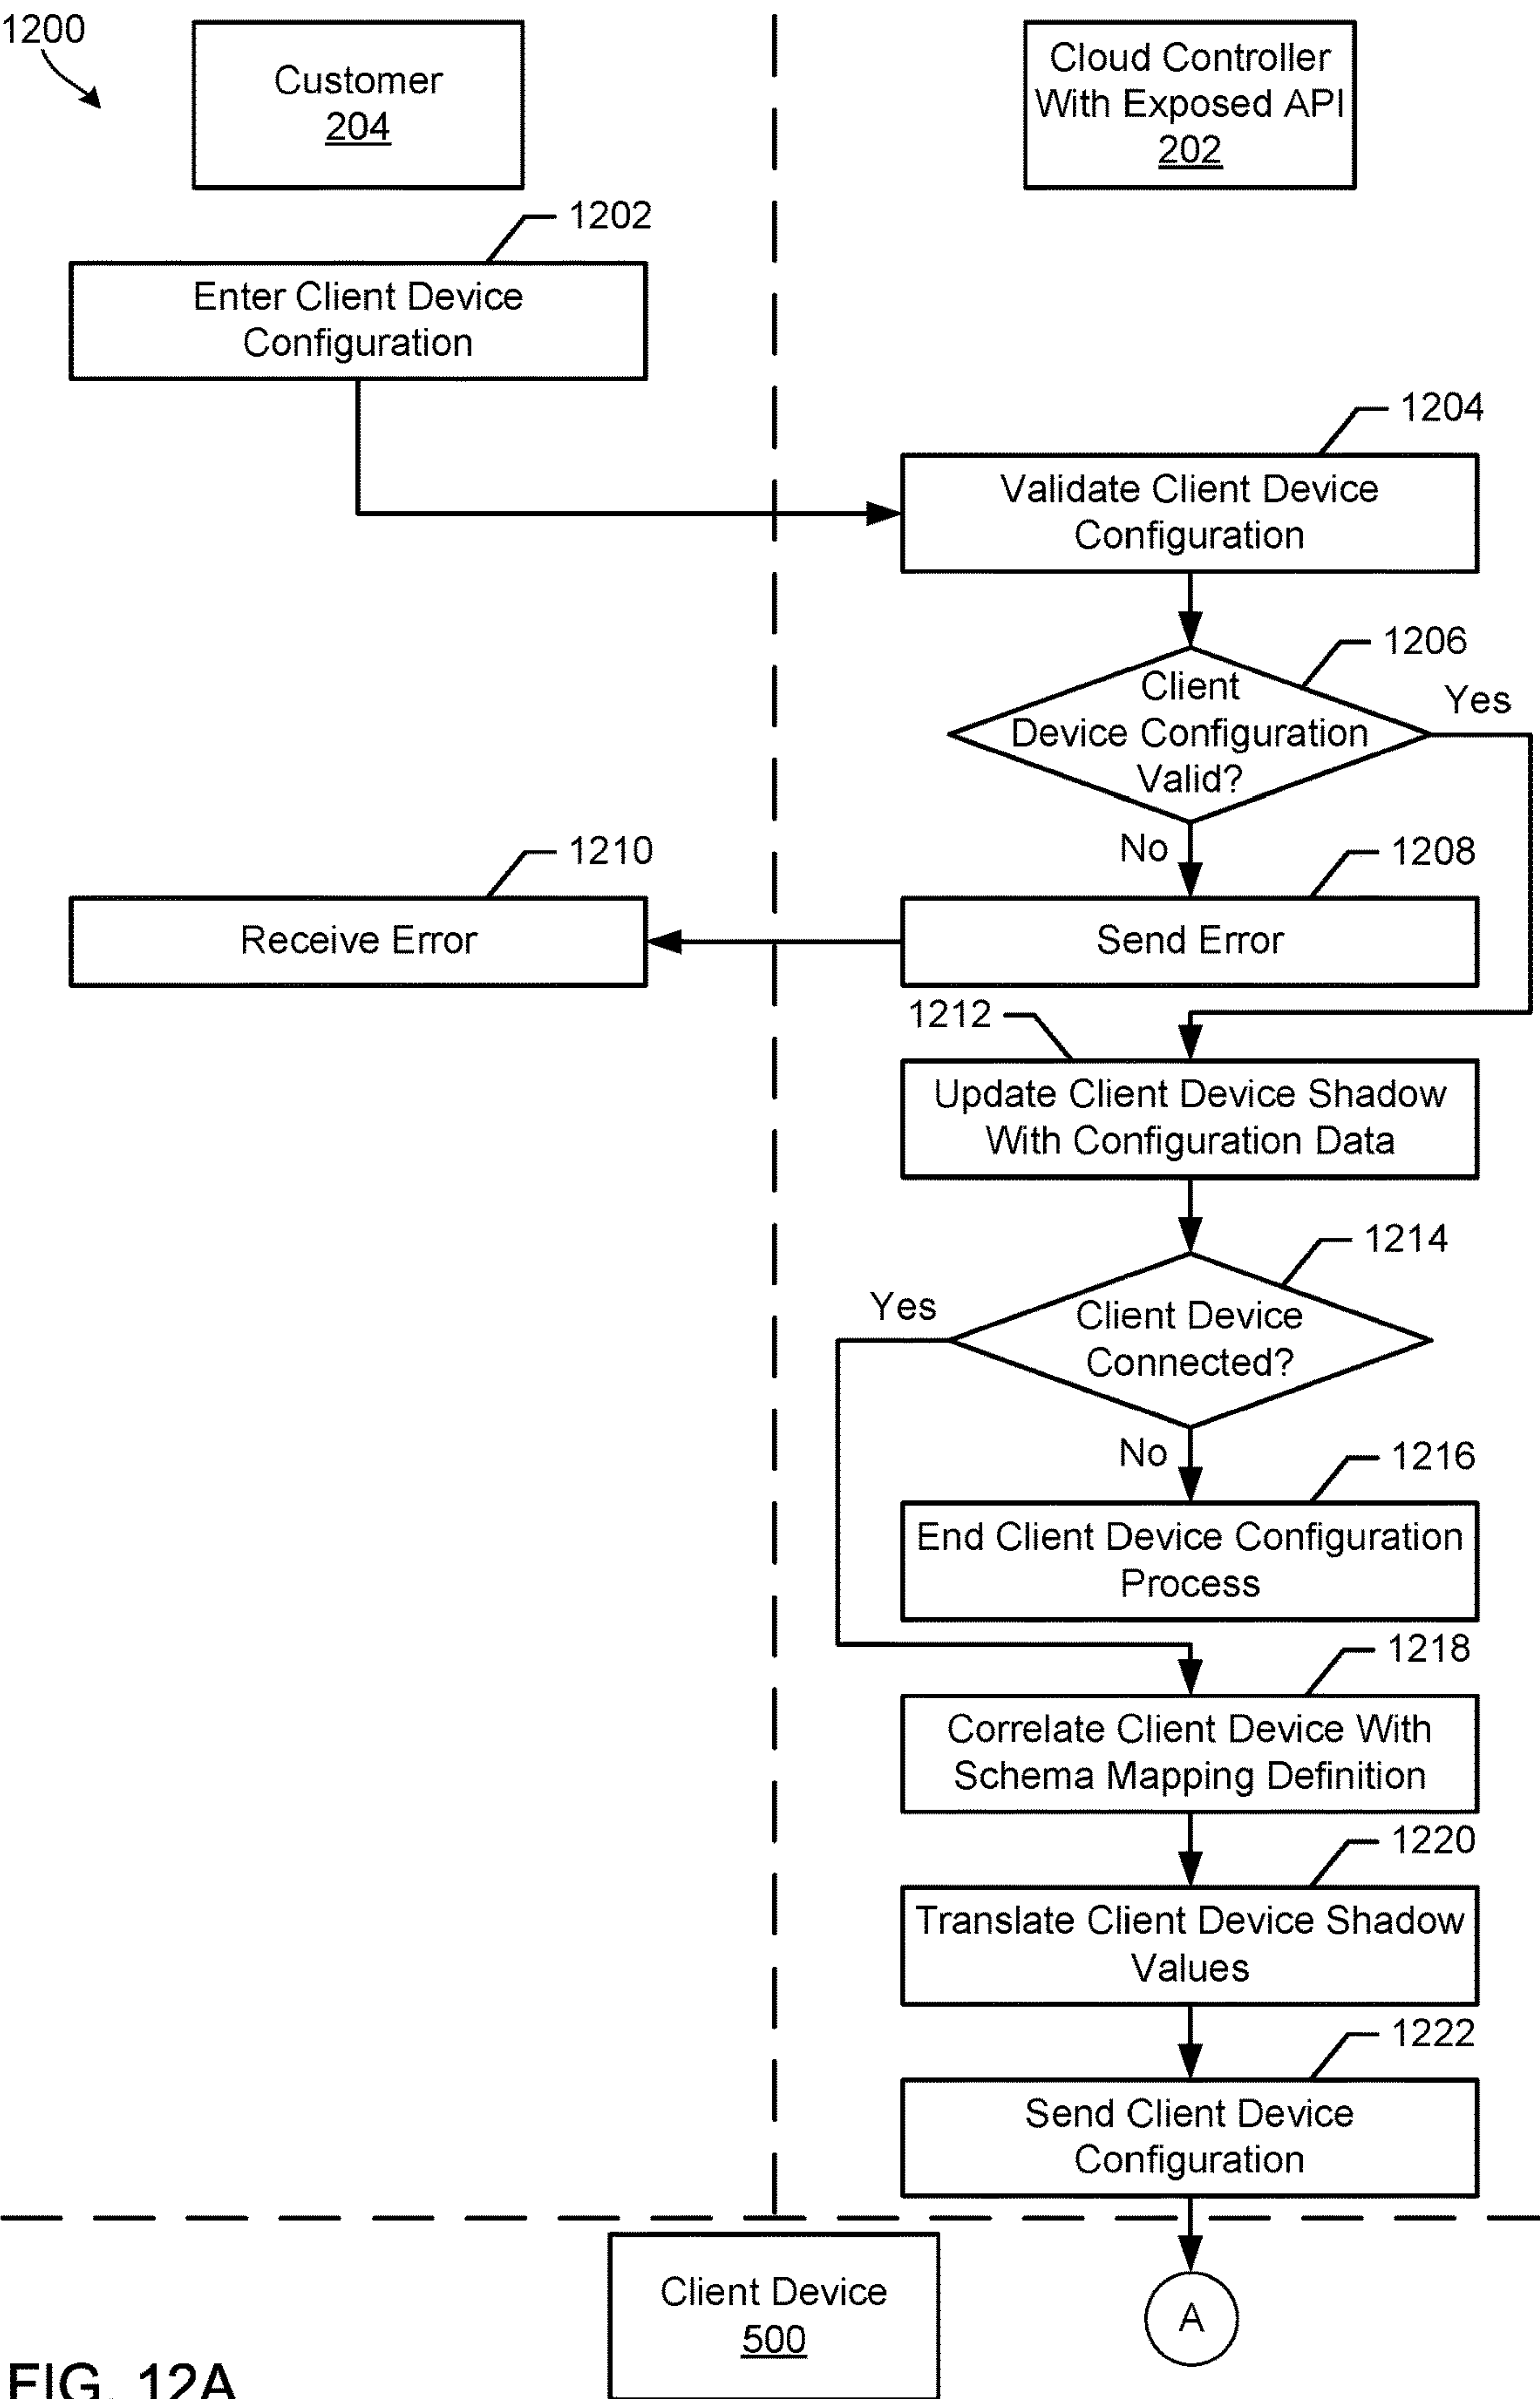 1200
Customer
204
Cloud Controller
With Exposed API
202
1202
Enter Client Device
Configuration
1204
Validate Client Device
Configuration
1206
Client
Device Configuration
Valid?
Yes
No
1208
Send Error
1210
Receive Error
1212
Update Client Device Shadow
With Configuration Data
1214
Client Device
Connected?
Yes
No
1216
End Client Device Configuration
Process
1218
Correlate Client Device With
Schema Mapping Definition
1220
Translate Client Device Shadow
Values
1222
Send Client Device
Configuration
Client Device
500
A
FIG. 12A